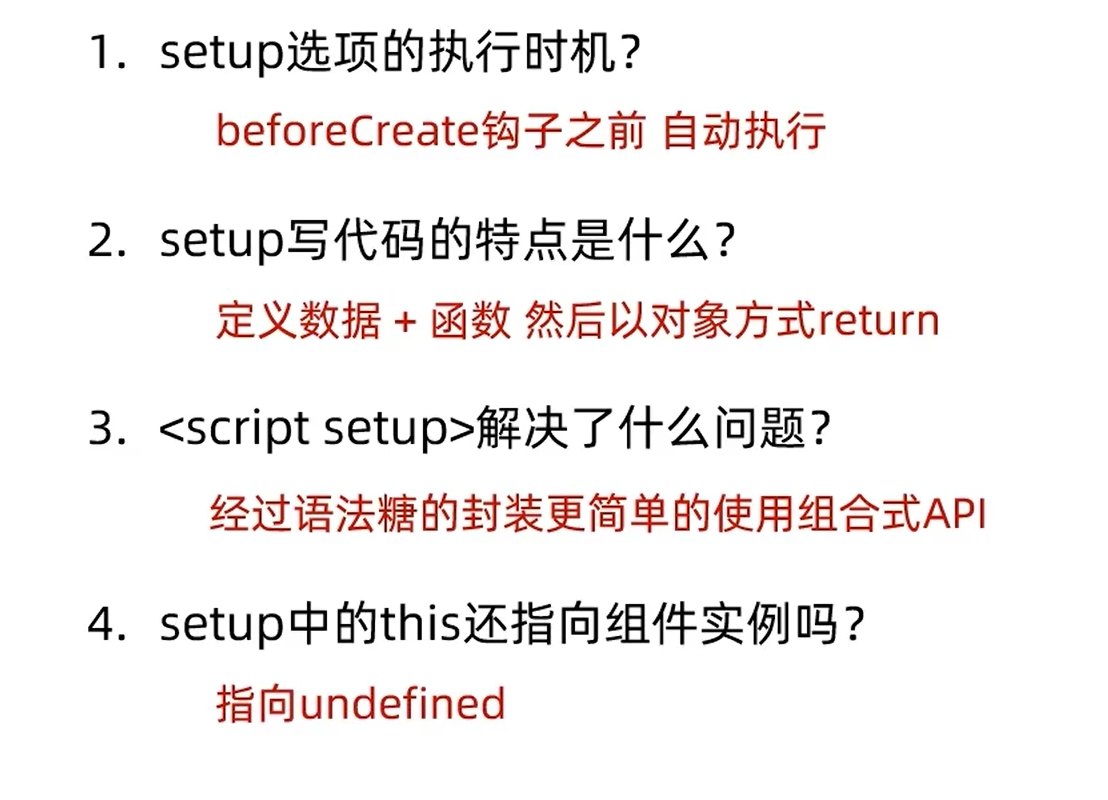 1. setup选项的执行时机?
beforeCreate钩子之前 自动执行
2. setup写代码的特点是什么?
定义数据 + 函数 然后以对象方式return
3. <script setup>解决了什么问题?
经过语法糖的封装更简单的使用组合式API
4. setup中的this还指向组件实例吗?
指向undefined